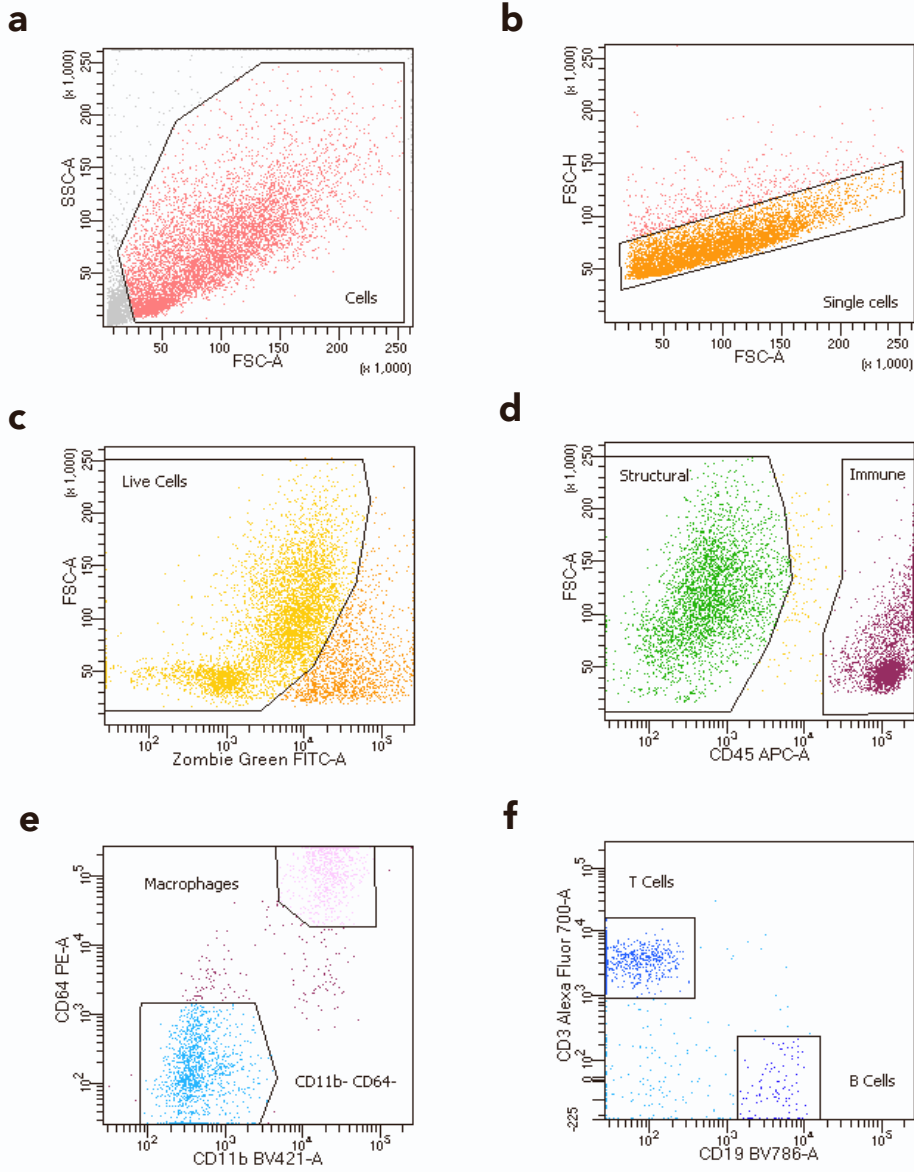 a
(x 1,000)
250
200
150
100
50
SSC-A
Cells
50 100 150 200 250
FSC-A
(x 1,000)
b
(x 1,000)
250
200
150
100
50
FSC-H
Single cells
50 100 150 200 250
FSC-A
(x 1,000)
c
(x 1,000)
250
200
150
100
50
FSC-A
Live Cells
10² 10³ 10⁴ 10⁵
Zombie Green FITC-A
d
(x 1,000)
250
200
150
100
50
FSC-A
Structural
Immune
10² 10³ 10⁴ 10⁵
CD45 APC-A
e
10⁵
10⁴
10³
10²
CD64 PE-A
Macrophages
CD11b- CD64-
10² 10³ 10⁴ 10⁵
CD11b BV421-A
f
10⁵
10⁴
10³
10²
0
-225
CD3 Alexa Fluor 700-A
T Cells
B Cells
10² 10³ 10⁴ 10⁵
CD19 BV786-A